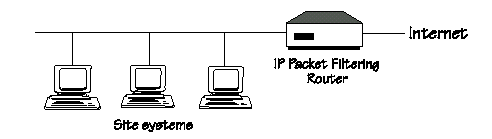 Internet
IP Packet Filtering
Router
Site systems